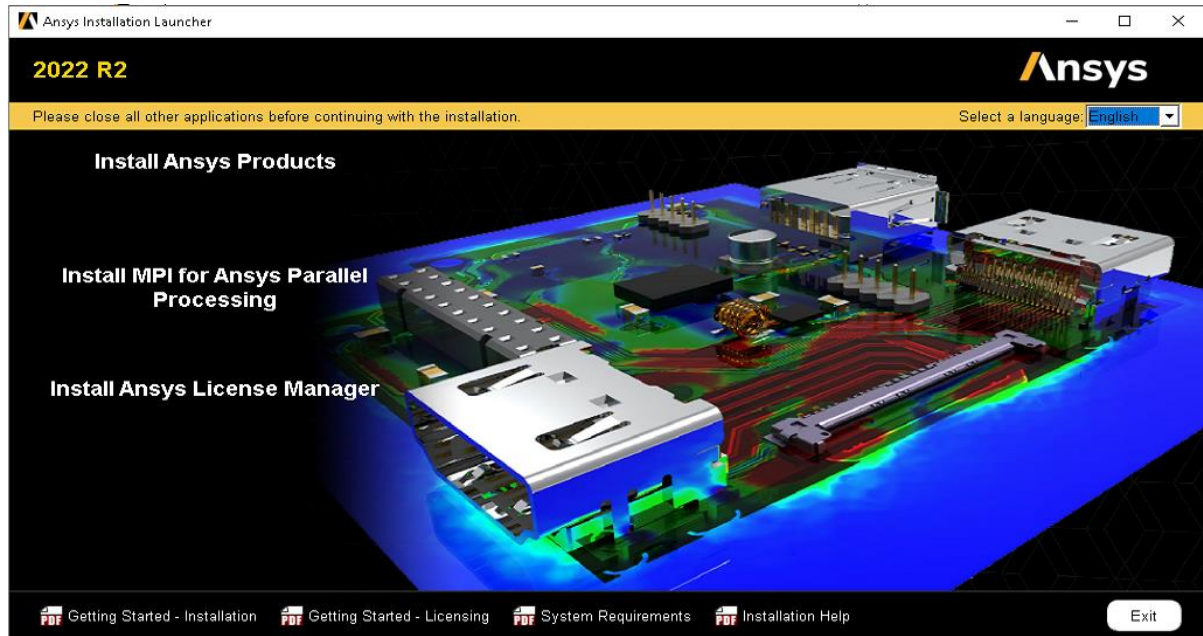 Ansys Installation Launcher
2022 R2
Ansys
Please close all other applications before continuing with the installation.
Select a language: English
Install Ansys Products
Install MPI for Ansys Parallel
Processing
Install Ansys License Manager
PDF Getting Started - Installation
PDF Getting Started - Licensing
PDF System Requirements
PDF Installation Help
Exit